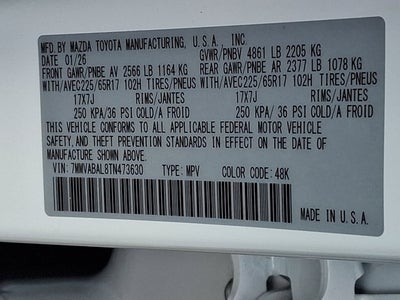 MFD. BY MAZDA TOYOTA MANUFACTURING, U.S.A., INC
DATE 01/26 GVWR/PNBV 4861 LB 2205 KG
FRONT GAWR/PNBE AV 2566 LB 1164 KG REAR GAWR/PNBE AR 2377 LB 1078 KG
WITH/AVEC225/65R17 102H TIRES/PNEUS WITH/AVEC225/65R17 102H TIRES/PNEUS
17X7J RIMS/JANTES 17X7J RIMS/JANTES
250 KPA/36 PSI COLD/A FROID 250 KPA/36 PSI COLD/A FROID
THIS VEHICLE CONFORMS TO ALL APPLICABLE FEDERAL MOTOR VEHICLE
SAFETY, AND THEFT PREVENTION STANDARDS IN EFFECT ON THE DATE OF
MANUFACTURE SHOWN ABOVE.
VIN: 7MMVABAL8TN473630 TYPE: MPV COLOR CODE: 48K
MADE IN U.S.A.